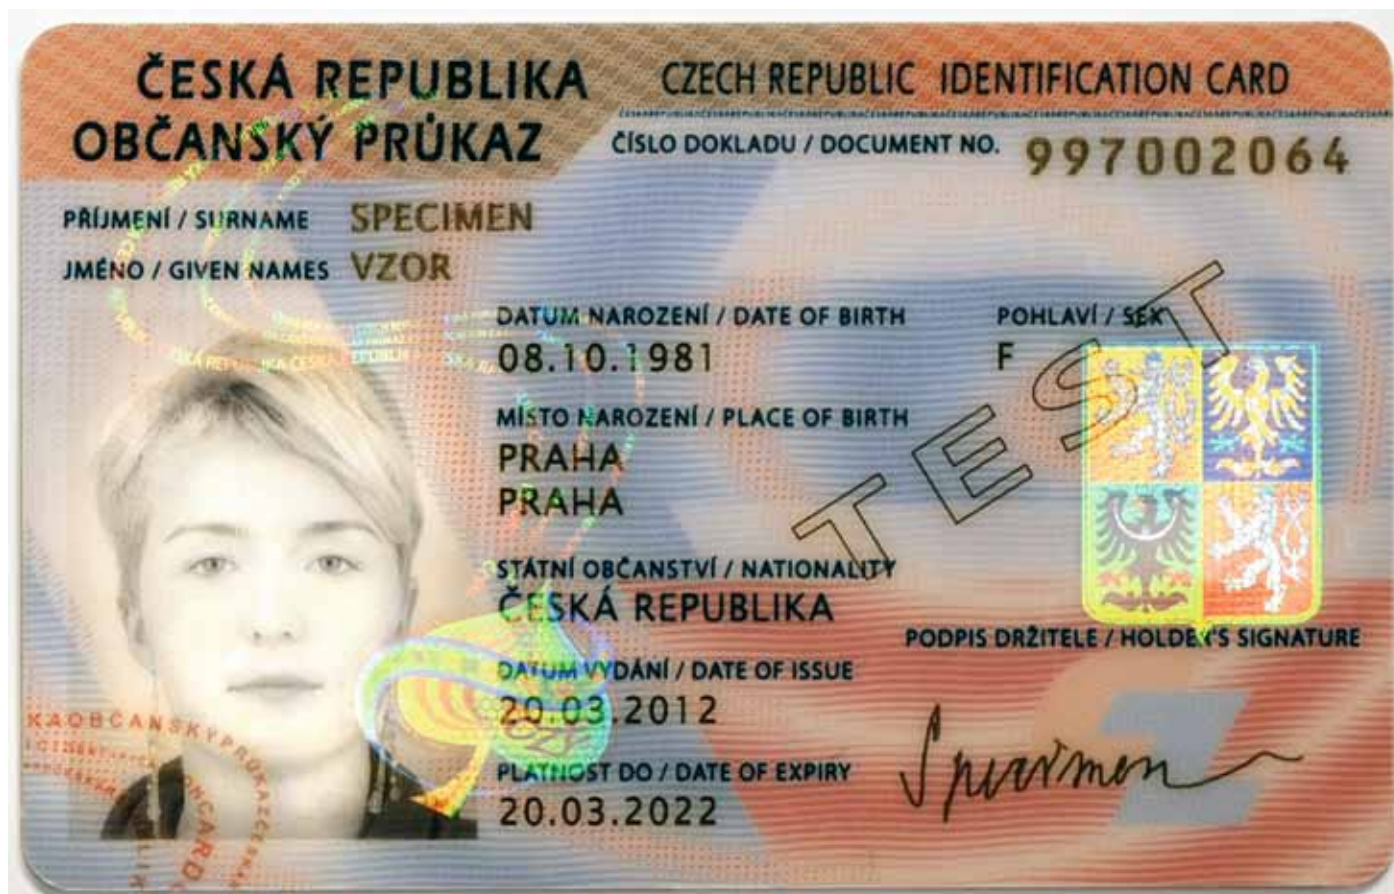 ČESKÁ REPUBLIKA
CZECH REPUBLIC IDENTIFICATION CARD
OBČANSKÝ PRŮKAZ
ČÍSLO DOKLADU / DOCUMENT NO. 997002064
PŘÍJMENÍ / SURNAME SPECIMEN
JMÉNO / GIVEN NAMES VZOR
DATUM NAROZENÍ / DATE OF BIRTH
POHLAVÍ / SEX
08.10.1981
F
MÍSTO NAROZENÍ / PLACE OF BIRTH
PRAHA
PRAHA
TEST
STÁTNÍ OBČANSTVÍ / NATIONALITY
ČESKÁ REPUBLIKA
PODPIS DRŽITELE / HOLDER'S SIGNATURE
DATUM VYDÁNÍ / DATE OF ISSUE
20.03.2012
Specimen
PLATNOST DO / DATE OF EXPIRY
20.03.2022